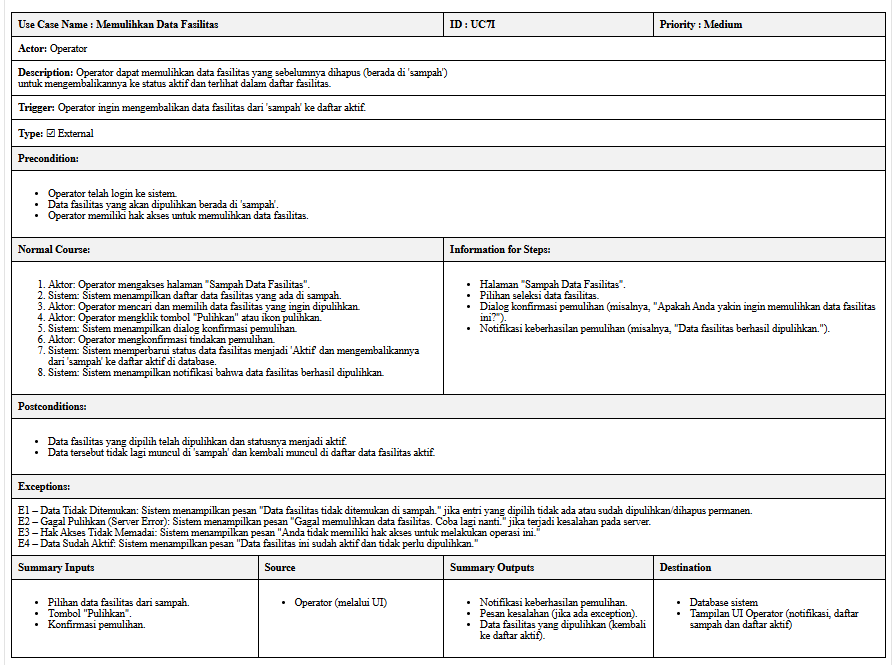 Use Case Name : Memulihkan Data Fasilitas
ID : UC7I
Priority : Medium
Actor: Operator
Description: Operator dapat memulihkan data fasilitas yang sebelumnya dihapus (berada di 'sampah')
untuk mengembalikannya ke status aktif dan terlihat dalam daftar fasilitas.
Trigger: Operator ingin mengembalikan data fasilitas dari 'sampah' ke daftar aktif.
Type: ☑ External
Precondition:
• Operator telah login ke sistem.
• Data fasilitas yang akan dipulihkan berada di 'sampah'.
• Operator memiliki hak akses untuk memulihkan data fasilitas.
Normal Course:
1. Aktor: Operator mengakses halaman "Sampah Data Fasilitas".
2. Sistem: Sistem menampilkan daftar data fasilitas yang ada di sampah.
3. Aktor: Operator mencari dan memilih data fasilitas yang ingin dipulihkan.
4. Aktor: Operator mengklik tombol "Pulihkan" atau ikon pulihkan.
5. Sistem: Sistem menampilkan dialog konfirmasi pemulihan.
6. Aktor: Operator mengkonfirmasi tindakan pemulihan.
7. Sistem: Sistem memperbarui status data fasilitas menjadi 'Aktif' dan mengembalikannya
dari 'sampah' ke daftar aktif di database.
8. Sistem: Sistem menampilkan notifikasi bahwa data fasilitas berhasil dipulihkan.
Information for Steps:
• Halaman "Sampah Data Fasilitas".
• Pilihan seleksi data fasilitas.
• Dialog konfirmasi pemulihan (misalnya, "Apakah Anda yakin ingin memulihkan data fasilitas
ini?").
• Notifikasi keberhasilan pemulihan (misalnya, "Data fasilitas berhasil dipulihkan.").
Postconditions:
• Data fasilitas yang dipilih telah dipulihkan dan statusnya menjadi aktif.
• Data tersebut tidak lagi muncul di 'sampah' dan kembali muncul di daftar data fasilitas aktif.
Exceptions:
E1 – Data Tidak Ditemukan: Sistem menampilkan pesan "Data fasilitas tidak ditemukan di sampah." jika entri yang dipilih tidak ada atau sudah dipulihkan/dihapus permanen.
E2 – Gagal Pulihkan (Server Error): Sistem menampilkan pesan "Gagal memulihkan data fasilitas. Coba lagi nanti." jika terjadi kesalahan pada server.
E3 – Hak Akses Tidak Memadai: Sistem menampilkan pesan "Anda tidak memiliki hak akses untuk melakukan operasi ini."
E4 – Data Sudah Aktif: Sistem menampilkan pesan "Data fasilitas ini sudah aktif dan tidak perlu dipulihkan."
Summary Inputs
• Pilihan data fasilitas dari sampah.
• Tombol "Pulihkan".
• Konfirmasi pemulihan.
Source
• Operator (melalui UI)
Summary Outputs
• Notifikasi keberhasilan pemulihan.
• Pesan kesalahan (jika ada exception).
• Data fasilitas yang dipulihkan (kembali
ke daftar aktif).
Destination
• Database sistem
• Tampilan UI Operator (notifikasi, daftar
sampah dan daftar aktif)